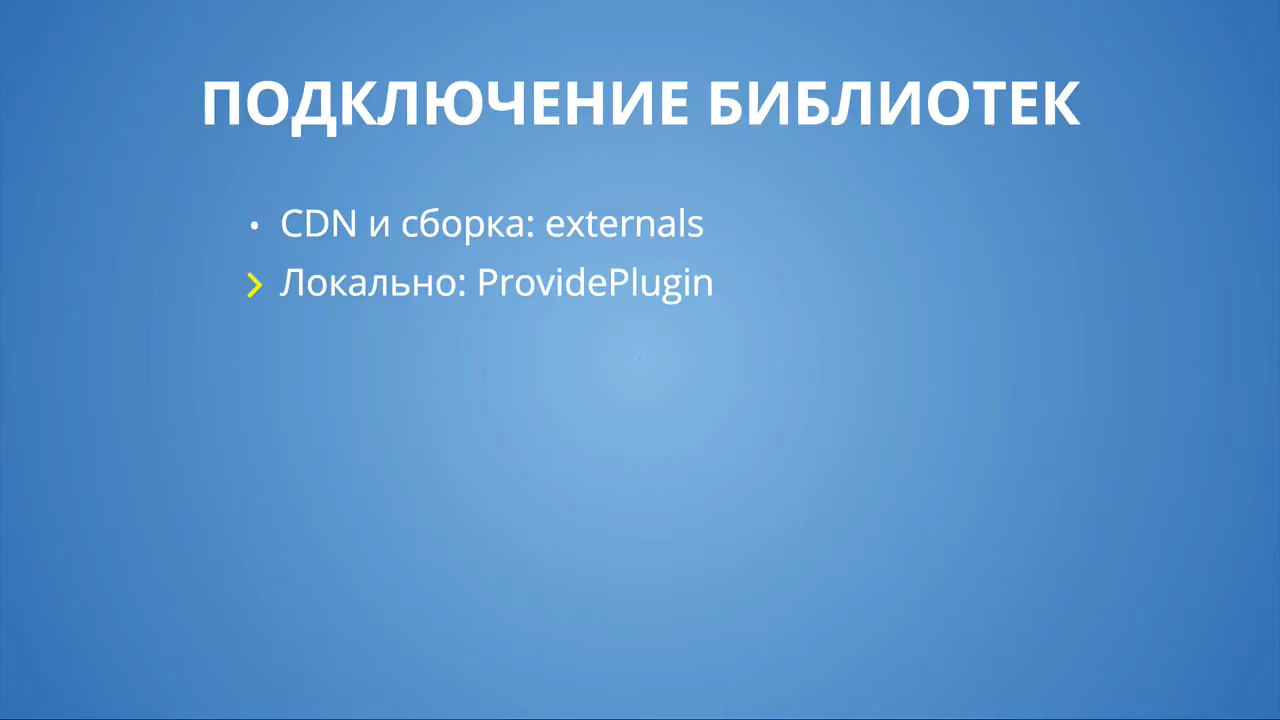 ПОДКЛЮЧЕНИЕ БИБЛИОТЕК
• CDN и сборка: externals
› Локально: ProvidePlugin